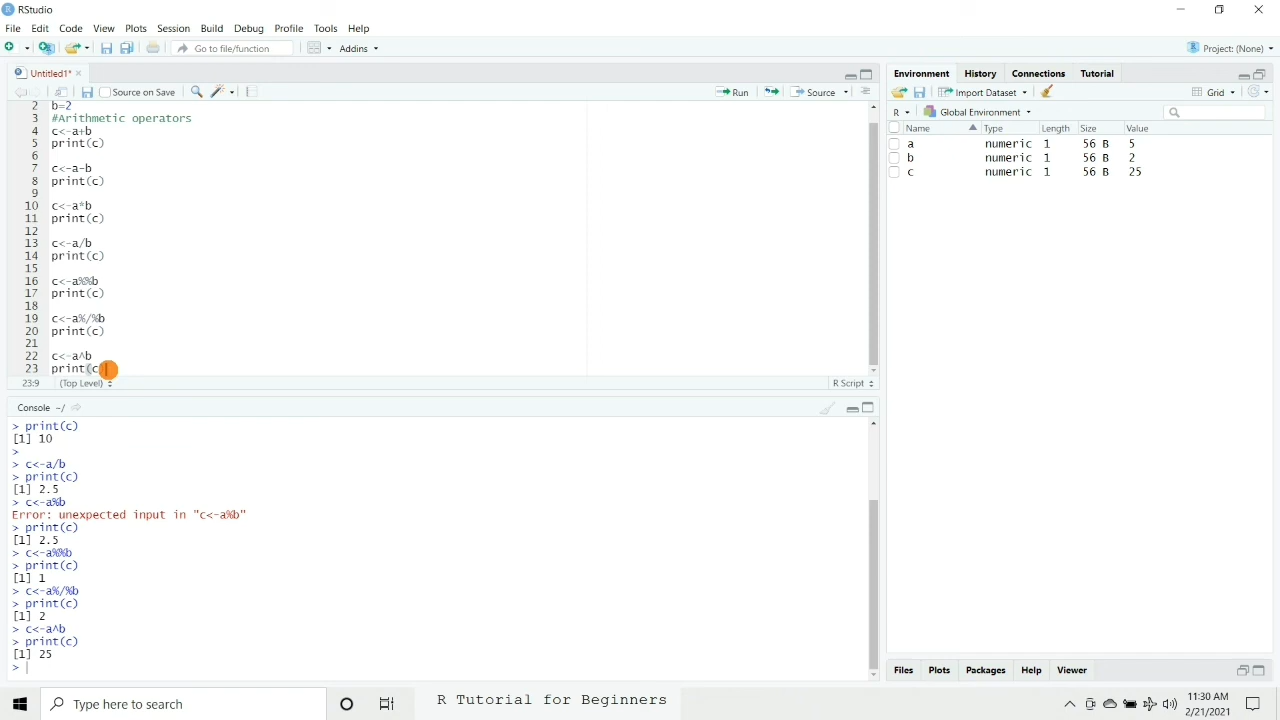 RStudio
File Edit Code View Plots Session Build Debug Profile Tools Help
Go to file/function Addins Project: (None)
Untitled1*
Source on Save Run Source
2 b=2
3 #Arithmetic operators
4 c<-a+b
5 print(c)
6
7 c<-a-b
8 print(c)
9
10 c<-a*b
11 print(c)
12
13 c<-a/b
14 print(c)
15
16 c<-a%%b
17 print(c)
18
19 c<-a%/%b
20 print(c)
21
22 c<-a^b
23 print(c)
23:9 (Top Level) R Script
Console ~/
> print(c)
[1] 10
>
> c<-a/b
> print(c)
[1] 2.5
> c<-a%b
Error: unexpected input in "c<-a%b"
> print(c)
[1] 2.5
> c<-a%%b
> print(c)
[1] 1
> c<-a%/%b
> print(c)
[1] 2
> c<-a^b
> print(c)
[1] 25
>
Environment History Connections Tutorial
Import Dataset Grid
R Global Environment
Name Type Length Size Value
a numeric 1 56 B 5
b numeric 1 56 B 2
c numeric 1 56 B 25
Files Plots Packages Help Viewer
Type here to search
R Tutorial for Beginners
11:30 AM
2/21/2021